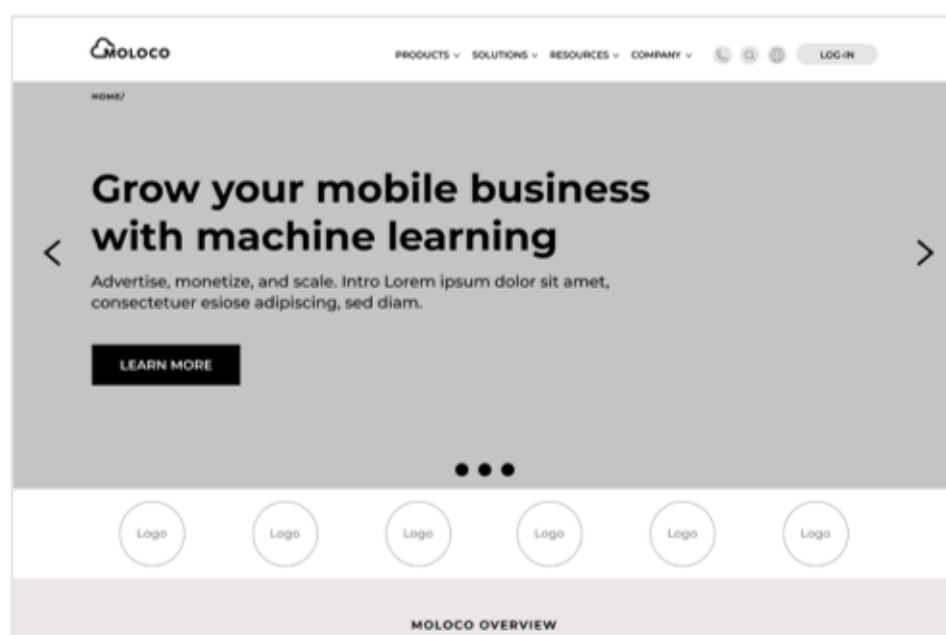 MOLOCO
PRODUCTS SOLUTIONS RESOURCES COMPANY LOG-IN
HOME/
Grow your mobile business
with machine learning
Advertise, monetize, and scale. Intro Lorem ipsum dolor sit amet,
consectetuer esiose adipiscing, sed diam.
LEARN MORE
Logo Logo Logo Logo Logo Logo
MOLOCO OVERVIEW